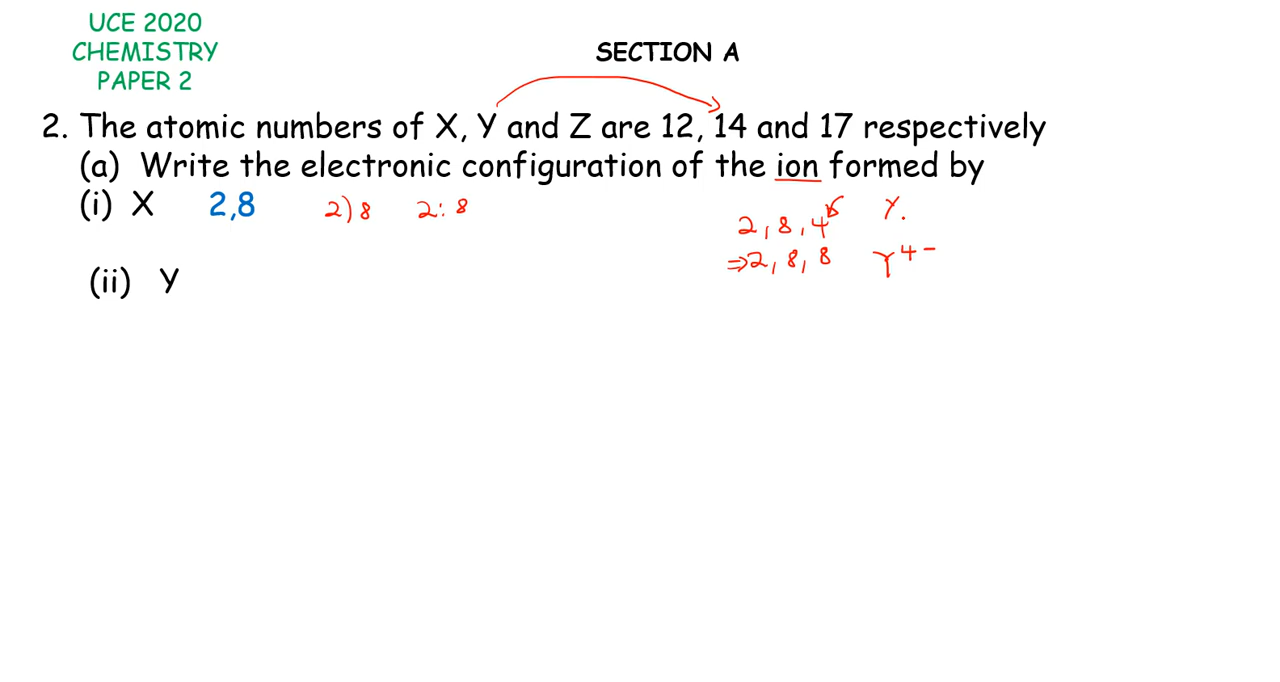 UCE 2020
CHEMISTRY
PAPER 2
SECTION A
2. The atomic numbers of X, Y and Z are 12, 14 and 17 respectively
(a) Write the electronic configuration of the ion formed by
(i) X 2,8 2)8 2:8
2, 8, 4 Y.
⇒2, 8, 8 Y⁴⁻
(ii) Y